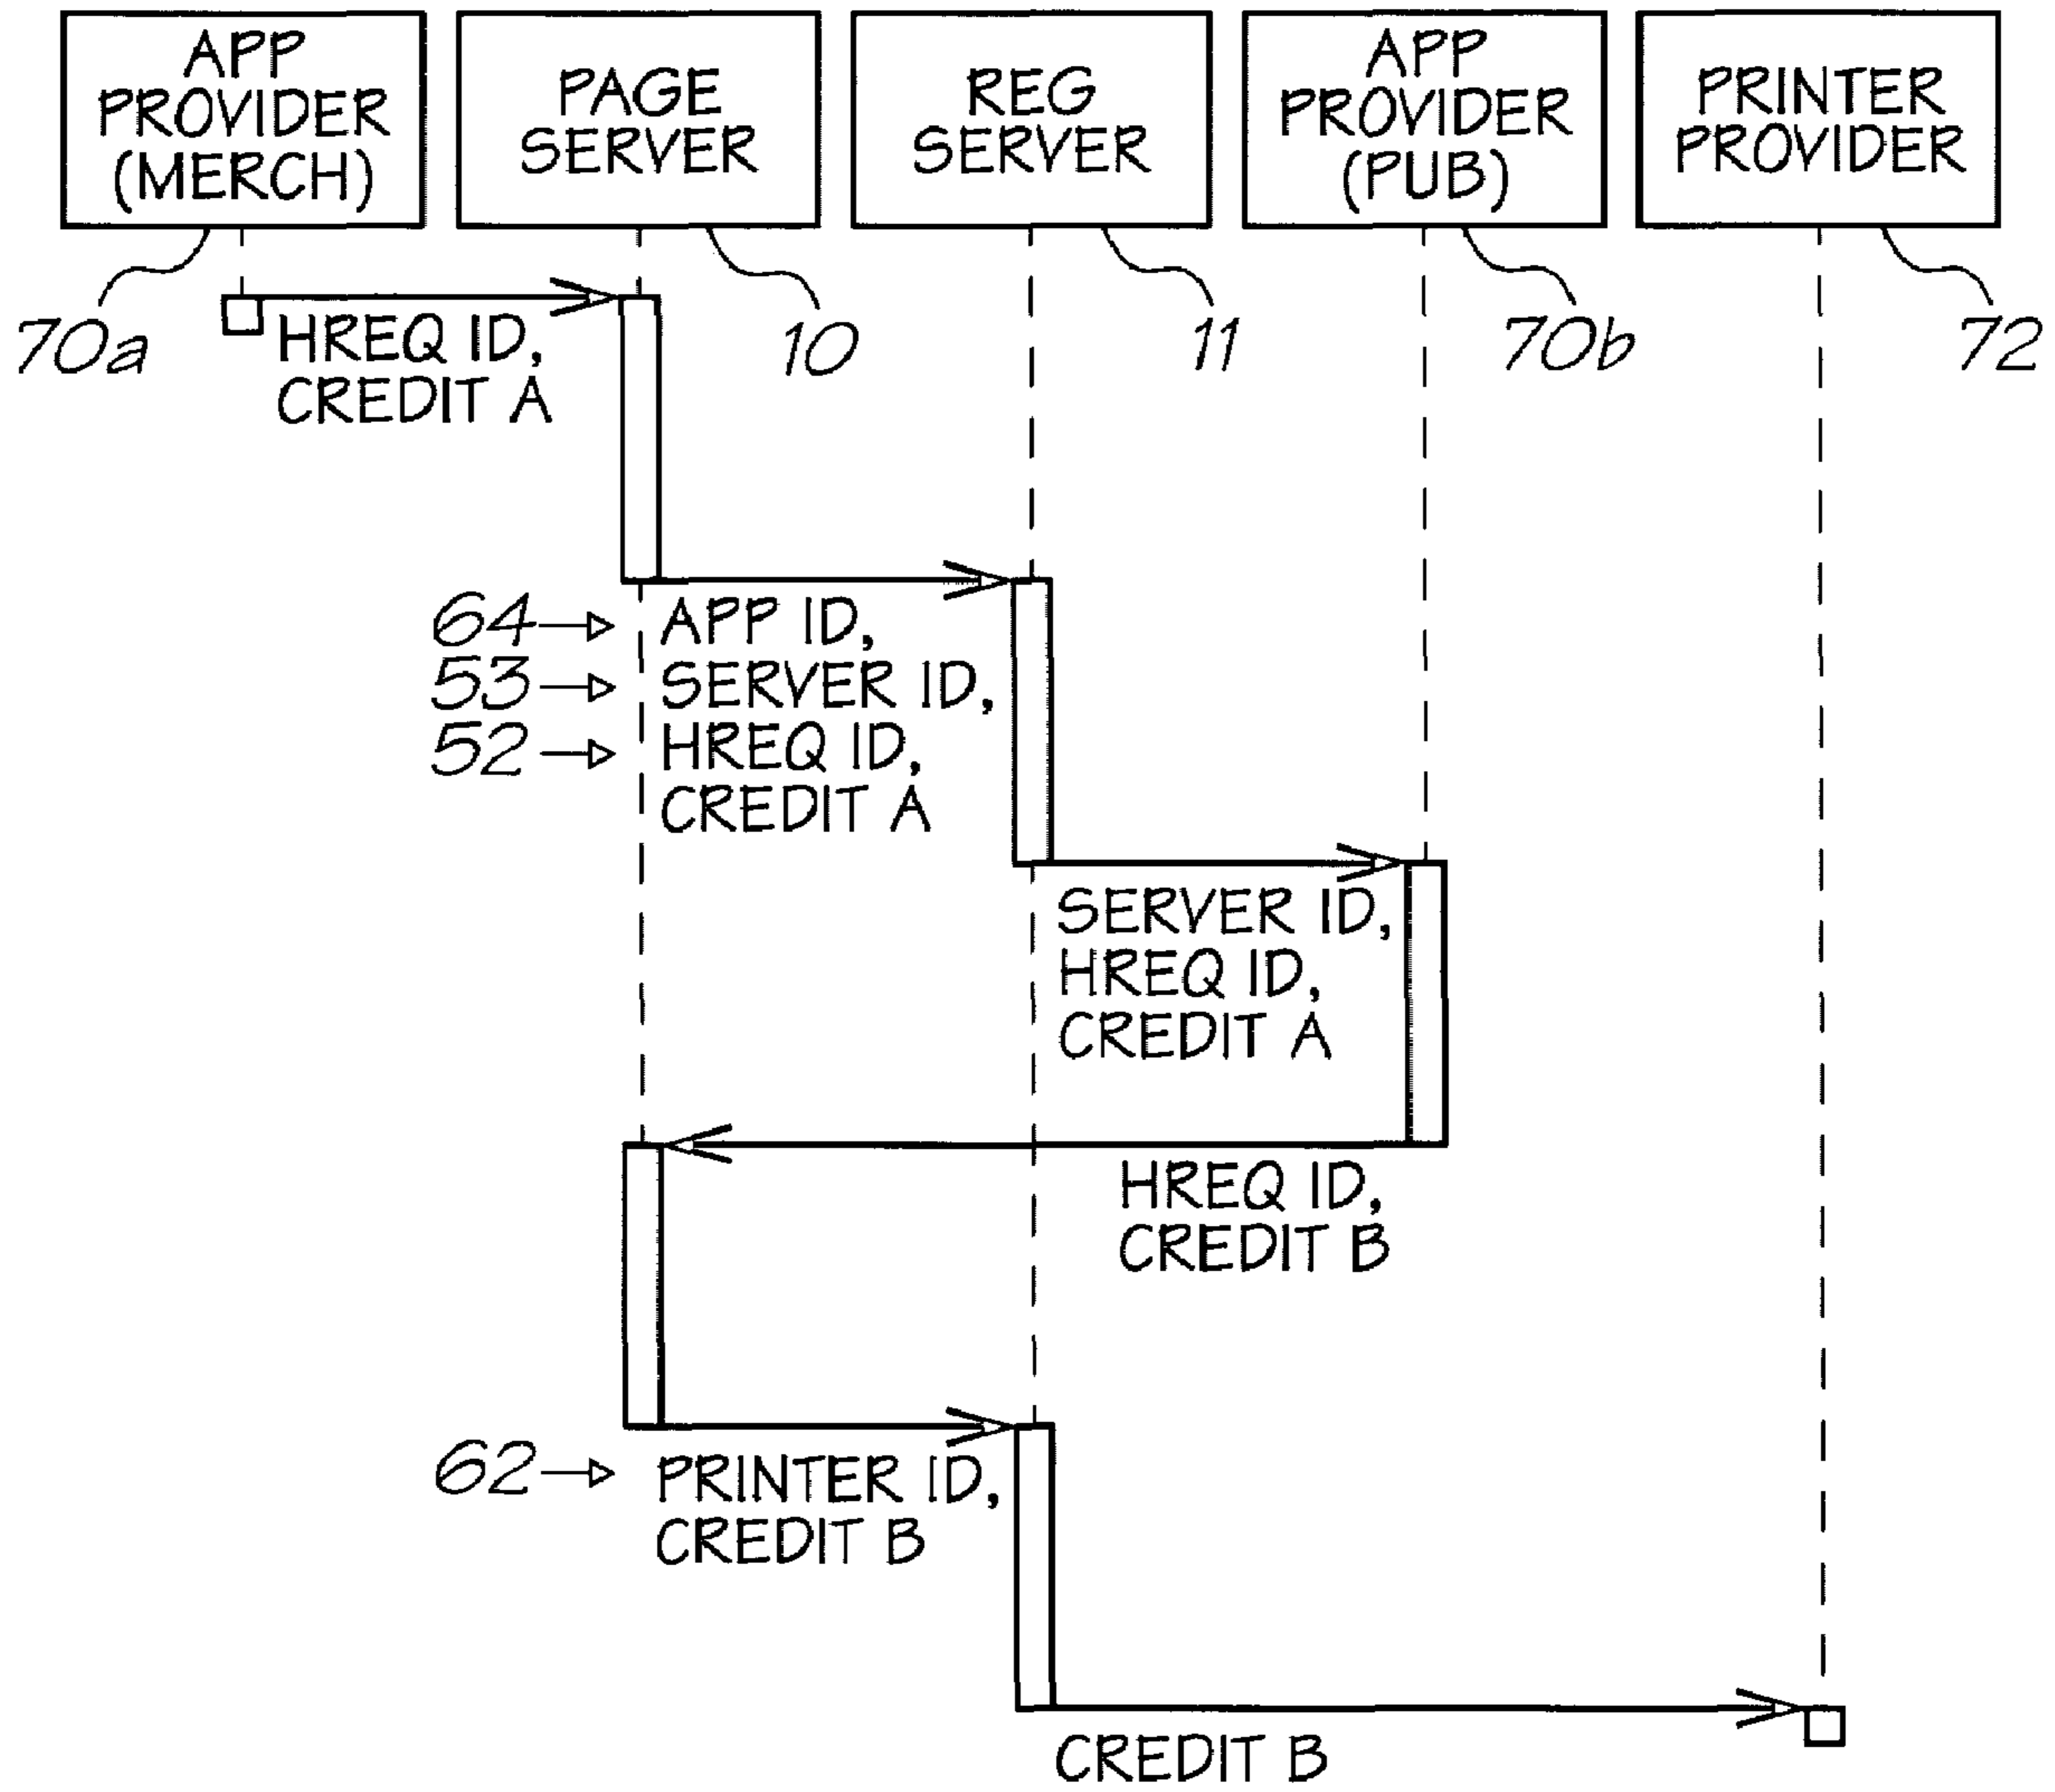 APP
PROVIDER
(MERCH)
PAGE
SERVER
REG
SERVER
APP
PROVIDER
(PUB)
PRINTER
PROVIDER
70a
10
11
70b
72
HREQ ID,
CREDIT A
64
APP ID,
53
SERVER ID,
52
HREQ ID,
CREDIT A
SERVER ID,
HREQ ID,
CREDIT A
HREQ ID,
CREDIT B
62
PRINTER ID,
CREDIT B
CREDIT B